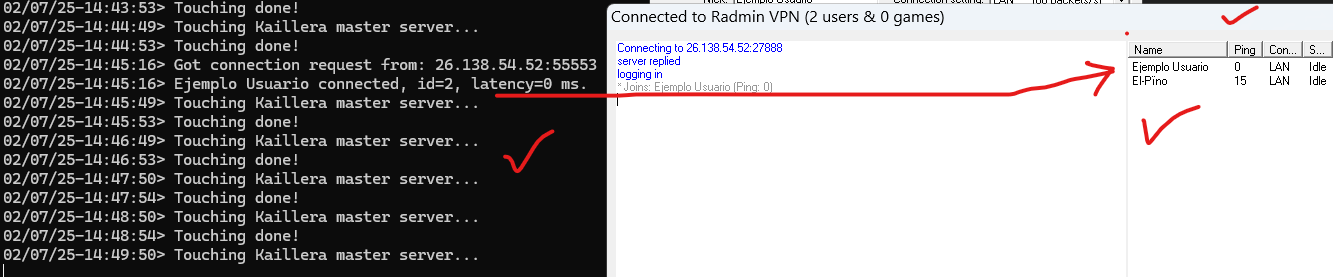 02/07/25-14:43:53> Touching done!
02/07/25-14:44:49> Touching Kaillera master server...
02/07/25-14:44:53> Touching done!
02/07/25-14:45:16> Got connection request from: 26.138.54.52:55553
02/07/25-14:45:16> Ejemplo Usuario connected, id=2, latency=0 ms.
02/07/25-14:45:49> Touching Kaillera master server...
02/07/25-14:45:53> Touching done!
02/07/25-14:46:49> Touching Kaillera master server...
02/07/25-14:46:53> Touching done!
02/07/25-14:47:50> Touching Kaillera master server...
02/07/25-14:47:54> Touching done!
02/07/25-14:48:50> Touching Kaillera master server...
02/07/25-14:48:54> Touching done!
02/07/25-14:49:50> Touching Kaillera master server...
Connected to Radmin VPN (2 users & 0 games)
Connecting to 26.138.54.52:27888
server replied
logging in
* Joins: Ejemplo Usuario (Ping: 0)
Name Ping Con... S...
Ejemplo Usuario 0 LAN Idle
El-Pino 15 LAN Idle